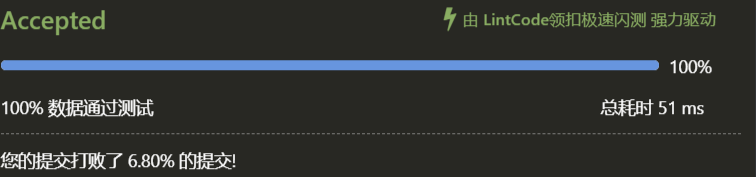 Accepted 由 LintCode领扣极速闪测 强力驱动
100%
100% 数据通过测试 总耗时 51 ms
您的提交打败了 6.80% 的提交!